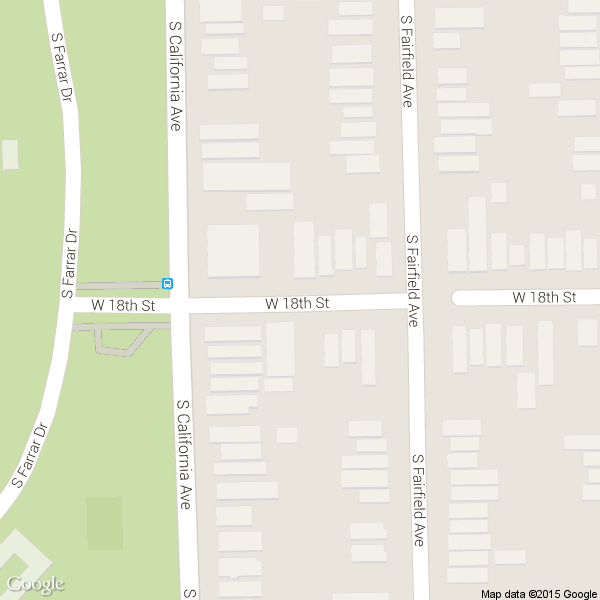 S Farrar Dr
S California Ave
S Fairfield Ave
S Farrar Dr
S Fairfield Ave
W 18th St
W 18th St
W 18th St
S California Ave
S Farrar Dr
S Fairfield Ave
S
Google
Map data ©2015 Google